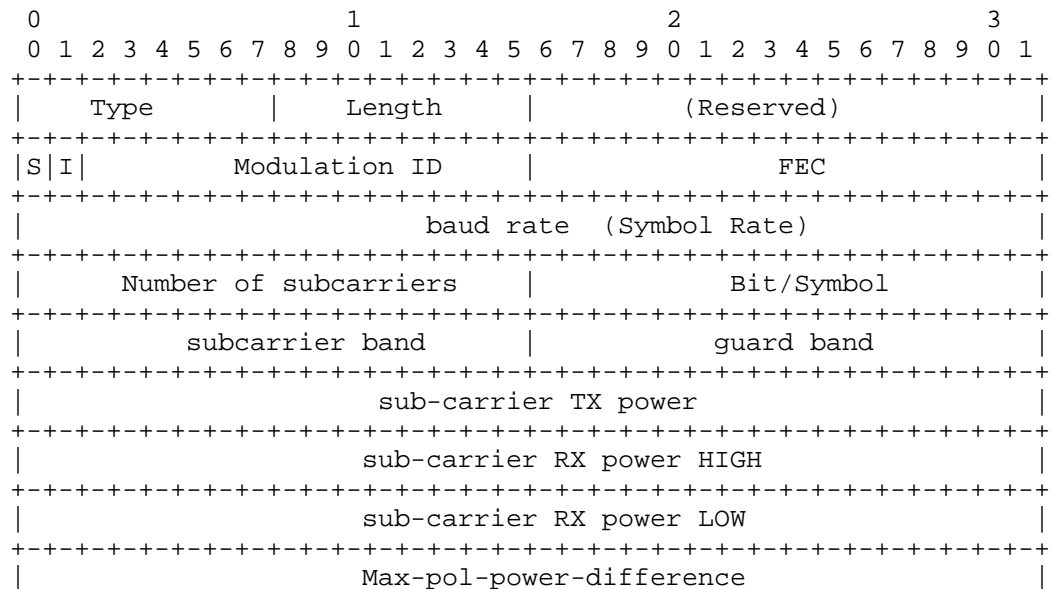 0                   1                   2                   3
 0 1 2 3 4 5 6 7 8 9 0 1 2 3 4 5 6 7 8 9 0 1 2 3 4 5 6 7 8 9 0 1
+-+-+-+-+-+-+-+-+-+-+-+-+-+-+-+-+-+-+-+-+-+-+-+-+-+-+-+-+-+-+-+-+
|    Type       |    Length     |         (Reserved)            |
+-+-+-+-+-+-+-+-+-+-+-+-+-+-+-+-+-+-+-+-+-+-+-+-+-+-+-+-+-+-+-+-+
|S|I|         Modulation ID     |               FEC             |
+-+-+-+-+-+-+-+-+-+-+-+-+-+-+-+-+-+-+-+-+-+-+-+-+-+-+-+-+-+-+-+-+
|                         baud rate  (Symbol Rate)              |
+-+-+-+-+-+-+-+-+-+-+-+-+-+-+-+-+-+-+-+-+-+-+-+-+-+-+-+-+-+-+-+-+
|      Number of subcarriers    |            Bit/Symbol         |
+-+-+-+-+-+-+-+-+-+-+-+-+-+-+-+-+-+-+-+-+-+-+-+-+-+-+-+-+-+-+-+-+
|          subcarrier band      |           guard band          |
+-+-+-+-+-+-+-+-+-+-+-+-+-+-+-+-+-+-+-+-+-+-+-+-+-+-+-+-+-+-+-+-+
|                      sub-carrier TX power                     |
+-+-+-+-+-+-+-+-+-+-+-+-+-+-+-+-+-+-+-+-+-+-+-+-+-+-+-+-+-+-+-+-+
|                     sub-carrier RX power HIGH                 |
+-+-+-+-+-+-+-+-+-+-+-+-+-+-+-+-+-+-+-+-+-+-+-+-+-+-+-+-+-+-+-+-+
|                     sub-carrier RX power LOW                  |
+-+-+-+-+-+-+-+-+-+-+-+-+-+-+-+-+-+-+-+-+-+-+-+-+-+-+-+-+-+-+-+-+
|                     Max-pol-power-difference                  |